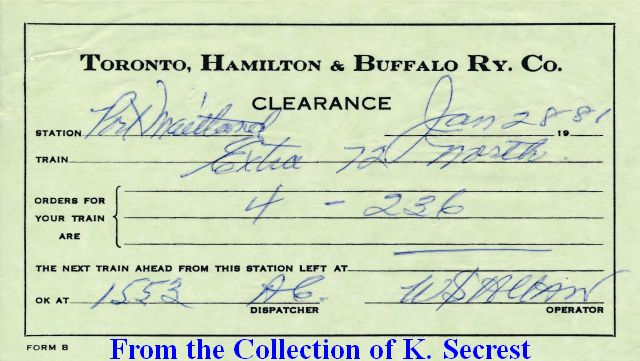 TORONTO, HAMILTON & BUFFALO RY. CO.
CLEARANCE
STATION Port Maitland Jan 28 1981
TRAIN Extra 72 North
ORDERS FOR YOUR TRAIN ARE 4 - 236
THE NEXT TRAIN AHEAD FROM THIS STATION LEFT AT
OK AT 1553 A.C.
DISPATCHER OPERATOR
FORM B
From the Collection of K. Secrest